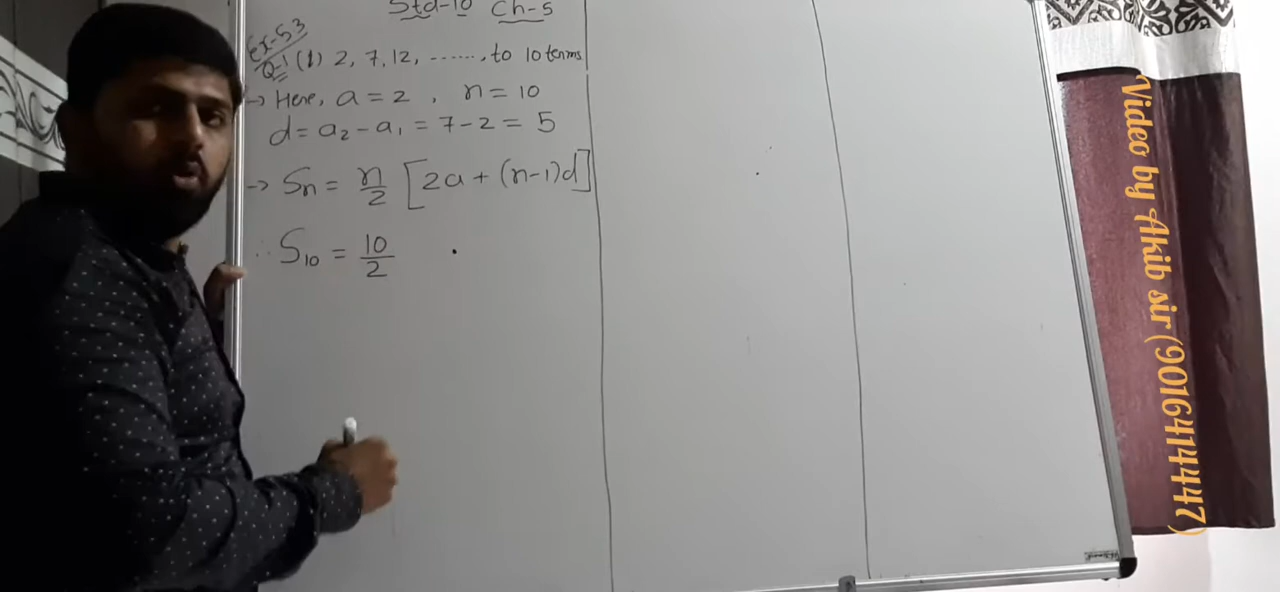 Std-10 Ch-5
Ex-5.3
Q-1 (1) 2, 7, 12, ......., to 10 terms
→ Here, a = 2 , n = 10
d = a₂ - a₁ = 7 - 2 = 5
→ Sn = n/2 [2a + (n-1)d]
∴ S₁₀ = 10/2
Video by Akib sir (9016414447)